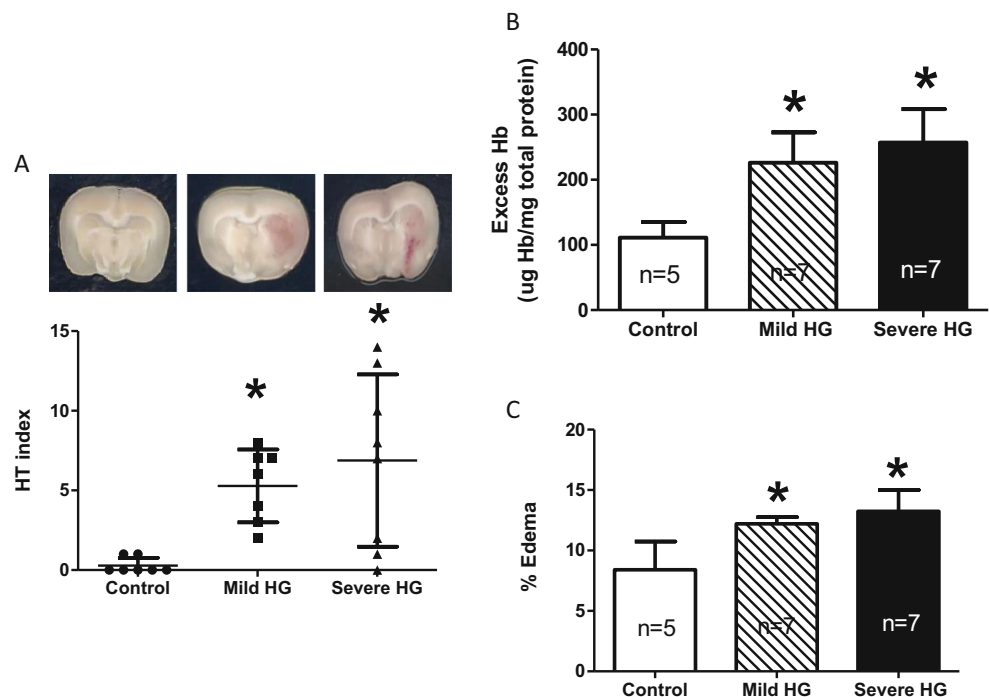 A
15
10
5
0
HT index
*
*
Control Mild HG Severe HG
B
400
300
200
100
0
Excess Hb
(ug Hb/mg total protein)
*
*
n=5 n=7 n=7
Control Mild HG Severe HG
C
20
15
10
5
0
% Edema
*
*
n=5 n=7 n=7
Control Mild HG Severe HG